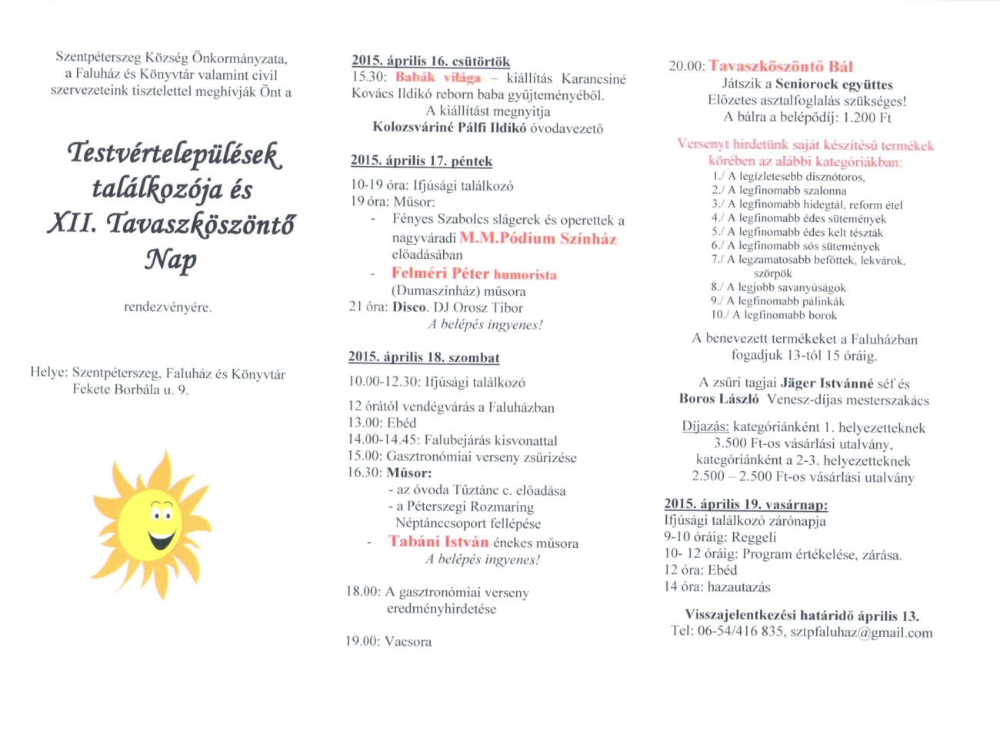 Szentpéterszeg Község Önkormányzata,
a Faluház és Könyvtár valamint civil
szervezeteink tisztelettel meghívják Önt a
Testvértelepülések
találkozója és
XII. Tavaszköszöntő
Nap
rendezvényére.
Helye: Szentpéterszeg, Faluház és Könyvtár
Fekete Borbála u. 9.
2015. április 16. csütörtök
15.30: Babák világa – kiállítás Karancsiné
Kovács Ildikó reborn baba gyűjteményéből.
A kiállítást megnyitja
Kolozsváriné Pálfi Ildikó óvodavezető
2015. április 17. péntek
10-19 óra: Ifjúsági találkozó
19 óra: Műsor:
- Fényes Szabolcs slágerek és operettek a
nagyváradi M.M.Pódium Színház
előadásában
- Felméri Péter humorista
(Dumaszínház) műsora
21 óra: Disco. DJ Orosz Tibor
A belépés ingyenes!
2015. április 18. szombat
10.00-12.30: Ifjúsági találkozó
12 órától vendégvárás a Faluházban
13.00: Ebéd
14.00-14.45: Falubejárás kisvonattal
15.00: Gasztronómiai verseny zsűrizése
16.30: Műsor:
- az óvoda Tűztánc c. előadása
- a Péterszegi Rozmaring
Néptánccsoport fellépése
- Tabáni István énekes műsora
A belépés ingyenes!
18.00: A gasztronómiai verseny
eredményhirdetése
19.00: Vacsora
20.00: Tavaszköszöntő Bál
Játszik a Seniorock együttes
Előzetes asztalfoglalás szükséges!
A bálra a belépődíj: 1.200 Ft
Versenyt hirdetünk saját készítésű termékek
körében az alábbi kategóriákban:
1./ A legízletesebb disznótoros,
2./ A legfinomabb szalonna
3./ A legfinomabb hidegtál, reform étel
4./ A legfinomabb édes sütemények
5./ A legfinomabb édes kelt tészták
6./ A legfinomabb sós sütemények
7./ A legzamatosabb befőttek, lekvárok,
szörpök
8./ A legjobb savanyúságok
9./ A legfinomabb pálinkák
10./ A legfinomabb borok
A benevezett termékeket a Faluházban
fogadjuk 13-tól 15 óráig.
A zsűri tagjai Jäger Istvánné séf és
Boros László Venesz-díjas mesterszakács
Díjazás: kategóriánként 1. helyezetteknek
3.500 Ft-os vásárlási utalvány,
kategóriánként a 2-3. helyezetteknek
2.500 – 2.500 Ft-os vásárlási utalvány
2015. április 19. vasárnap:
Ifjúsági találkozó zárónapja
9-10 óráig: Reggeli
10- 12 óráig: Program értékelése, zárása.
12 óra: Ebéd
14 óra: hazautazás
Visszajelentkezési határidő április 13.
Tel: 06-54/416 835, sztpfaluhaz@gmail.com